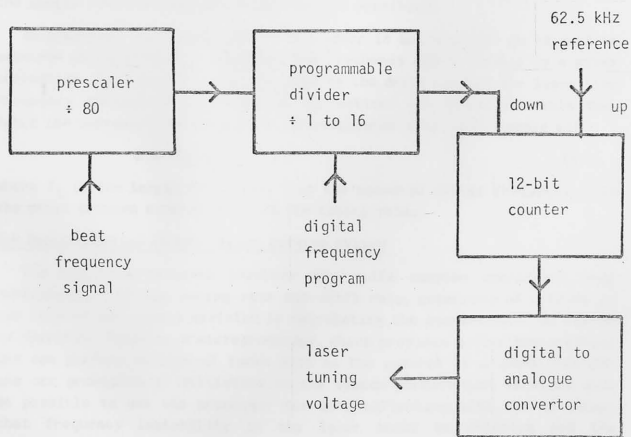 62.5 kHz
reference
prescaler
÷ 80
programmable
divider
÷ 1 to 16
down
up
12-bit
counter
beat
frequency
signal
digital
frequency
program
laser
tuning
voltage
digital to
analogue
convertor